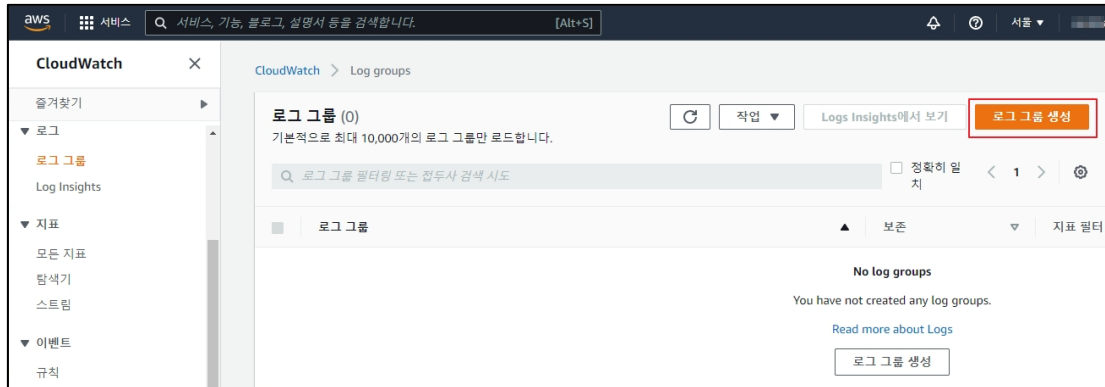 aws 서비스 서비스, 기능, 블로그, 설명서 등을 검색합니다. [Alt+S] 서울 ▼
CloudWatch ×
즐겨찾기
▼ 로그
로그 그룹
Log Insights
▼ 지표
모든 지표
탐색기
스트림
▼ 이벤트
규칙
CloudWatch > Log groups
로그 그룹 (0)
기본적으로 최대 10,000개의 로그 그룹만 로드합니다.
작업 ▼ Logs Insights에서 보기 로그 그룹 생성
로그 그룹 필터링 또는 접두사 검색 시도
정확히 일
치
< 1 >
로그 그룹 ▲ 보존 ▽ 지표 필터
No log groups
You have not created any log groups.
Read more about Logs
로그 그룹 생성